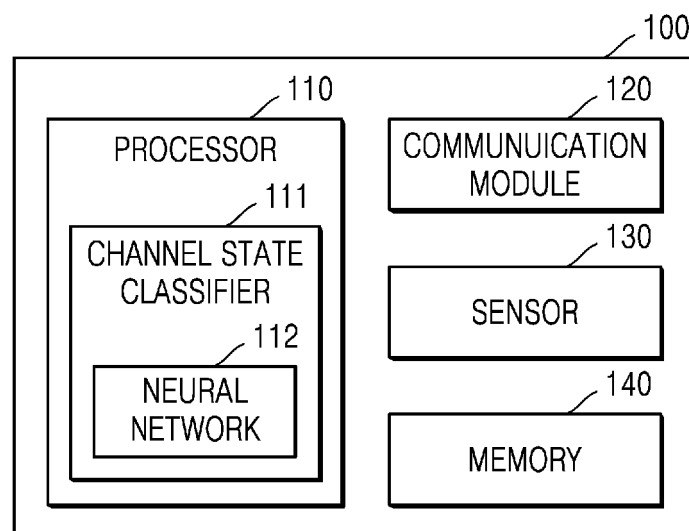 100
110
PROCESSOR
111
CHANNEL STATE
CLASSIFIER
112
NEURAL
NETWORK
120
COMMUNUICATION
MODULE
130
SENSOR
140
MEMORY